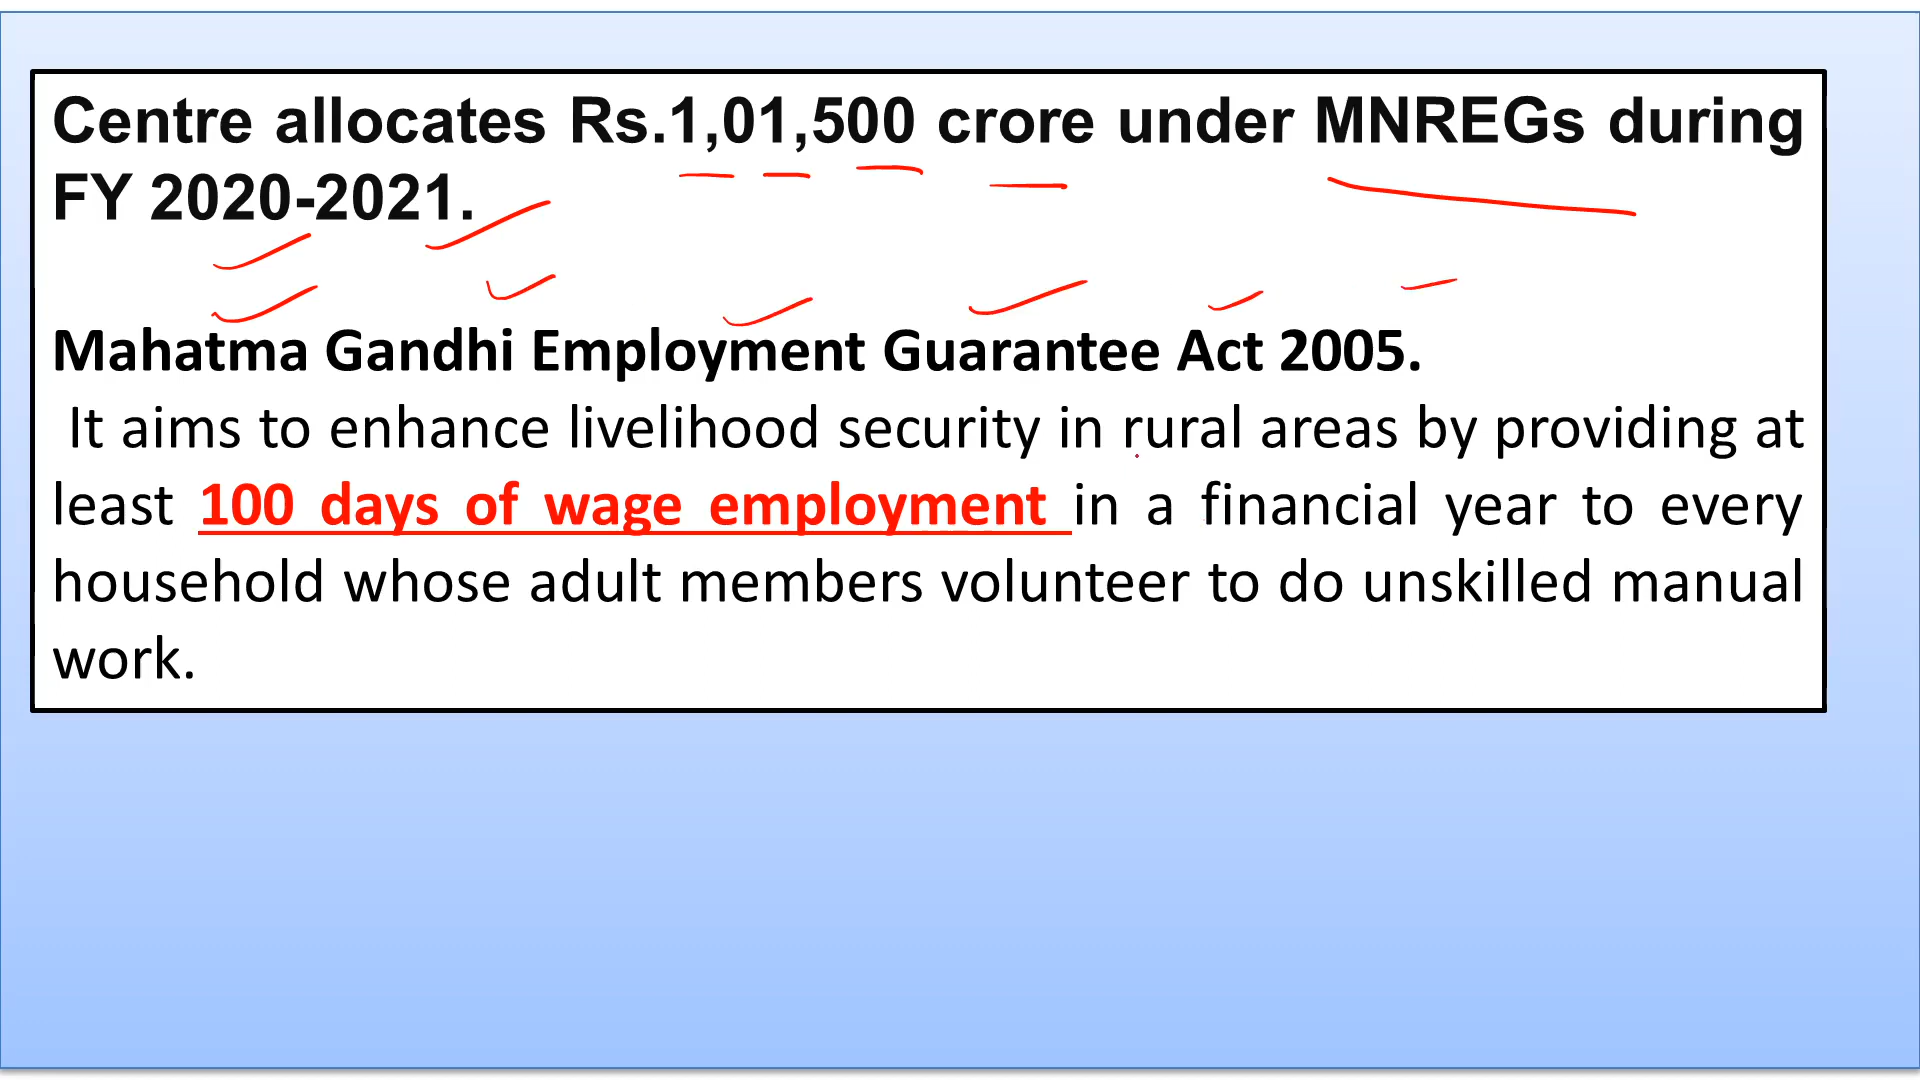 Centre allocates Rs.1,01,500 crore under MNREGs during
FY 2020-2021.
Mahatma Gandhi Employment Guarantee Act 2005.
It aims to enhance livelihood security in rural areas by providing at
least 100 days of wage employment in a financial year to every
household whose adult members volunteer to do unskilled manual
work.